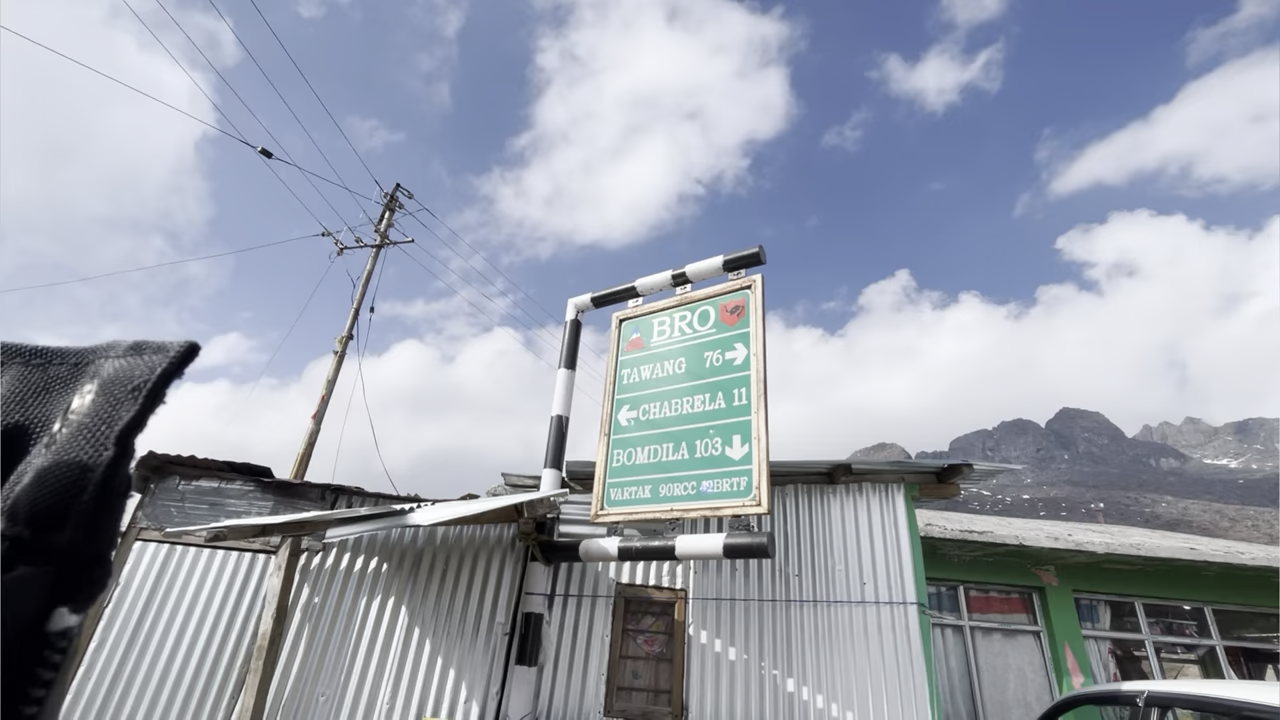 BRO
TAWANG 76→
←CHABRELA 11
BOMDILA 103↓
VARTAK 90RCC 42BRTF